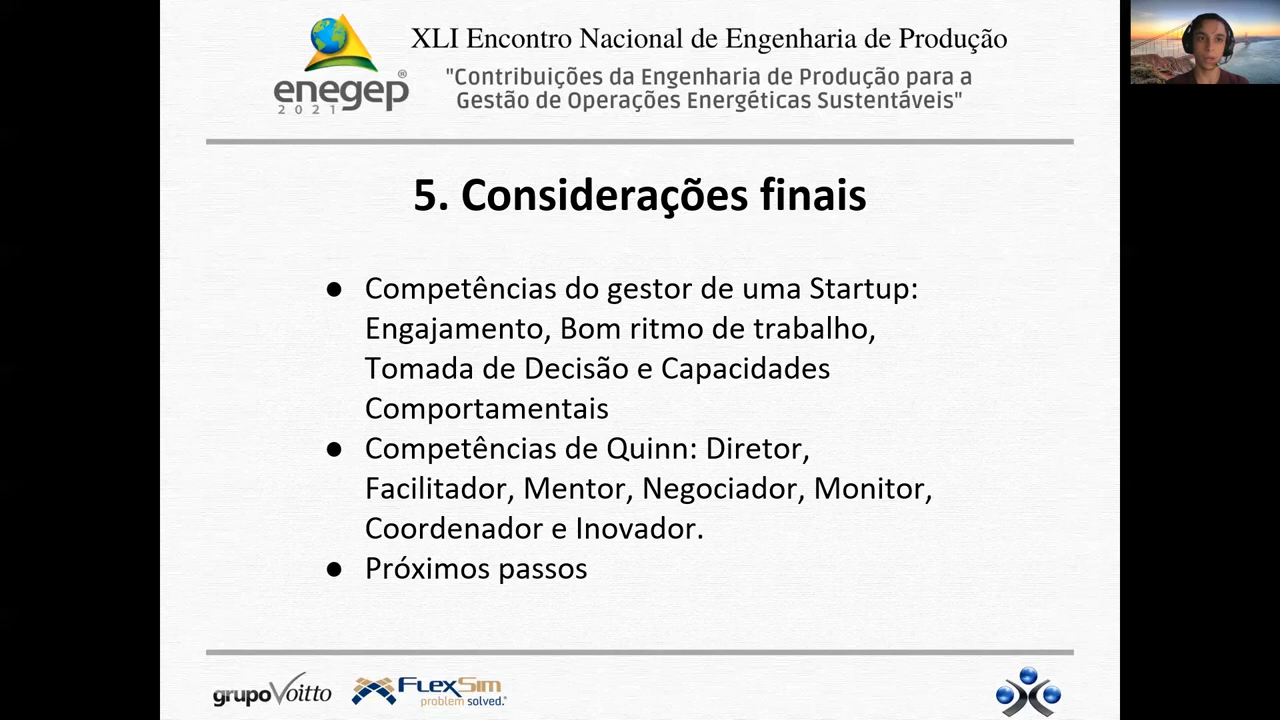 XLI Encontro Nacional de Engenharia de Produção
"Contribuições da Engenharia de Produção para a
Gestão de Operações Energéticas Sustentáveis"
enegep®
2021
5. Considerações finais
● Competências do gestor de uma Startup:
Engajamento, Bom ritmo de trabalho,
Tomada de Decisão e Capacidades
Comportamentais
● Competências de Quinn: Diretor,
Facilitador, Mentor, Negociador, Monitor,
Coordenador e Inovador.
● Próximos passos
grupoVoitto
FLEXSIM
problem solved.®